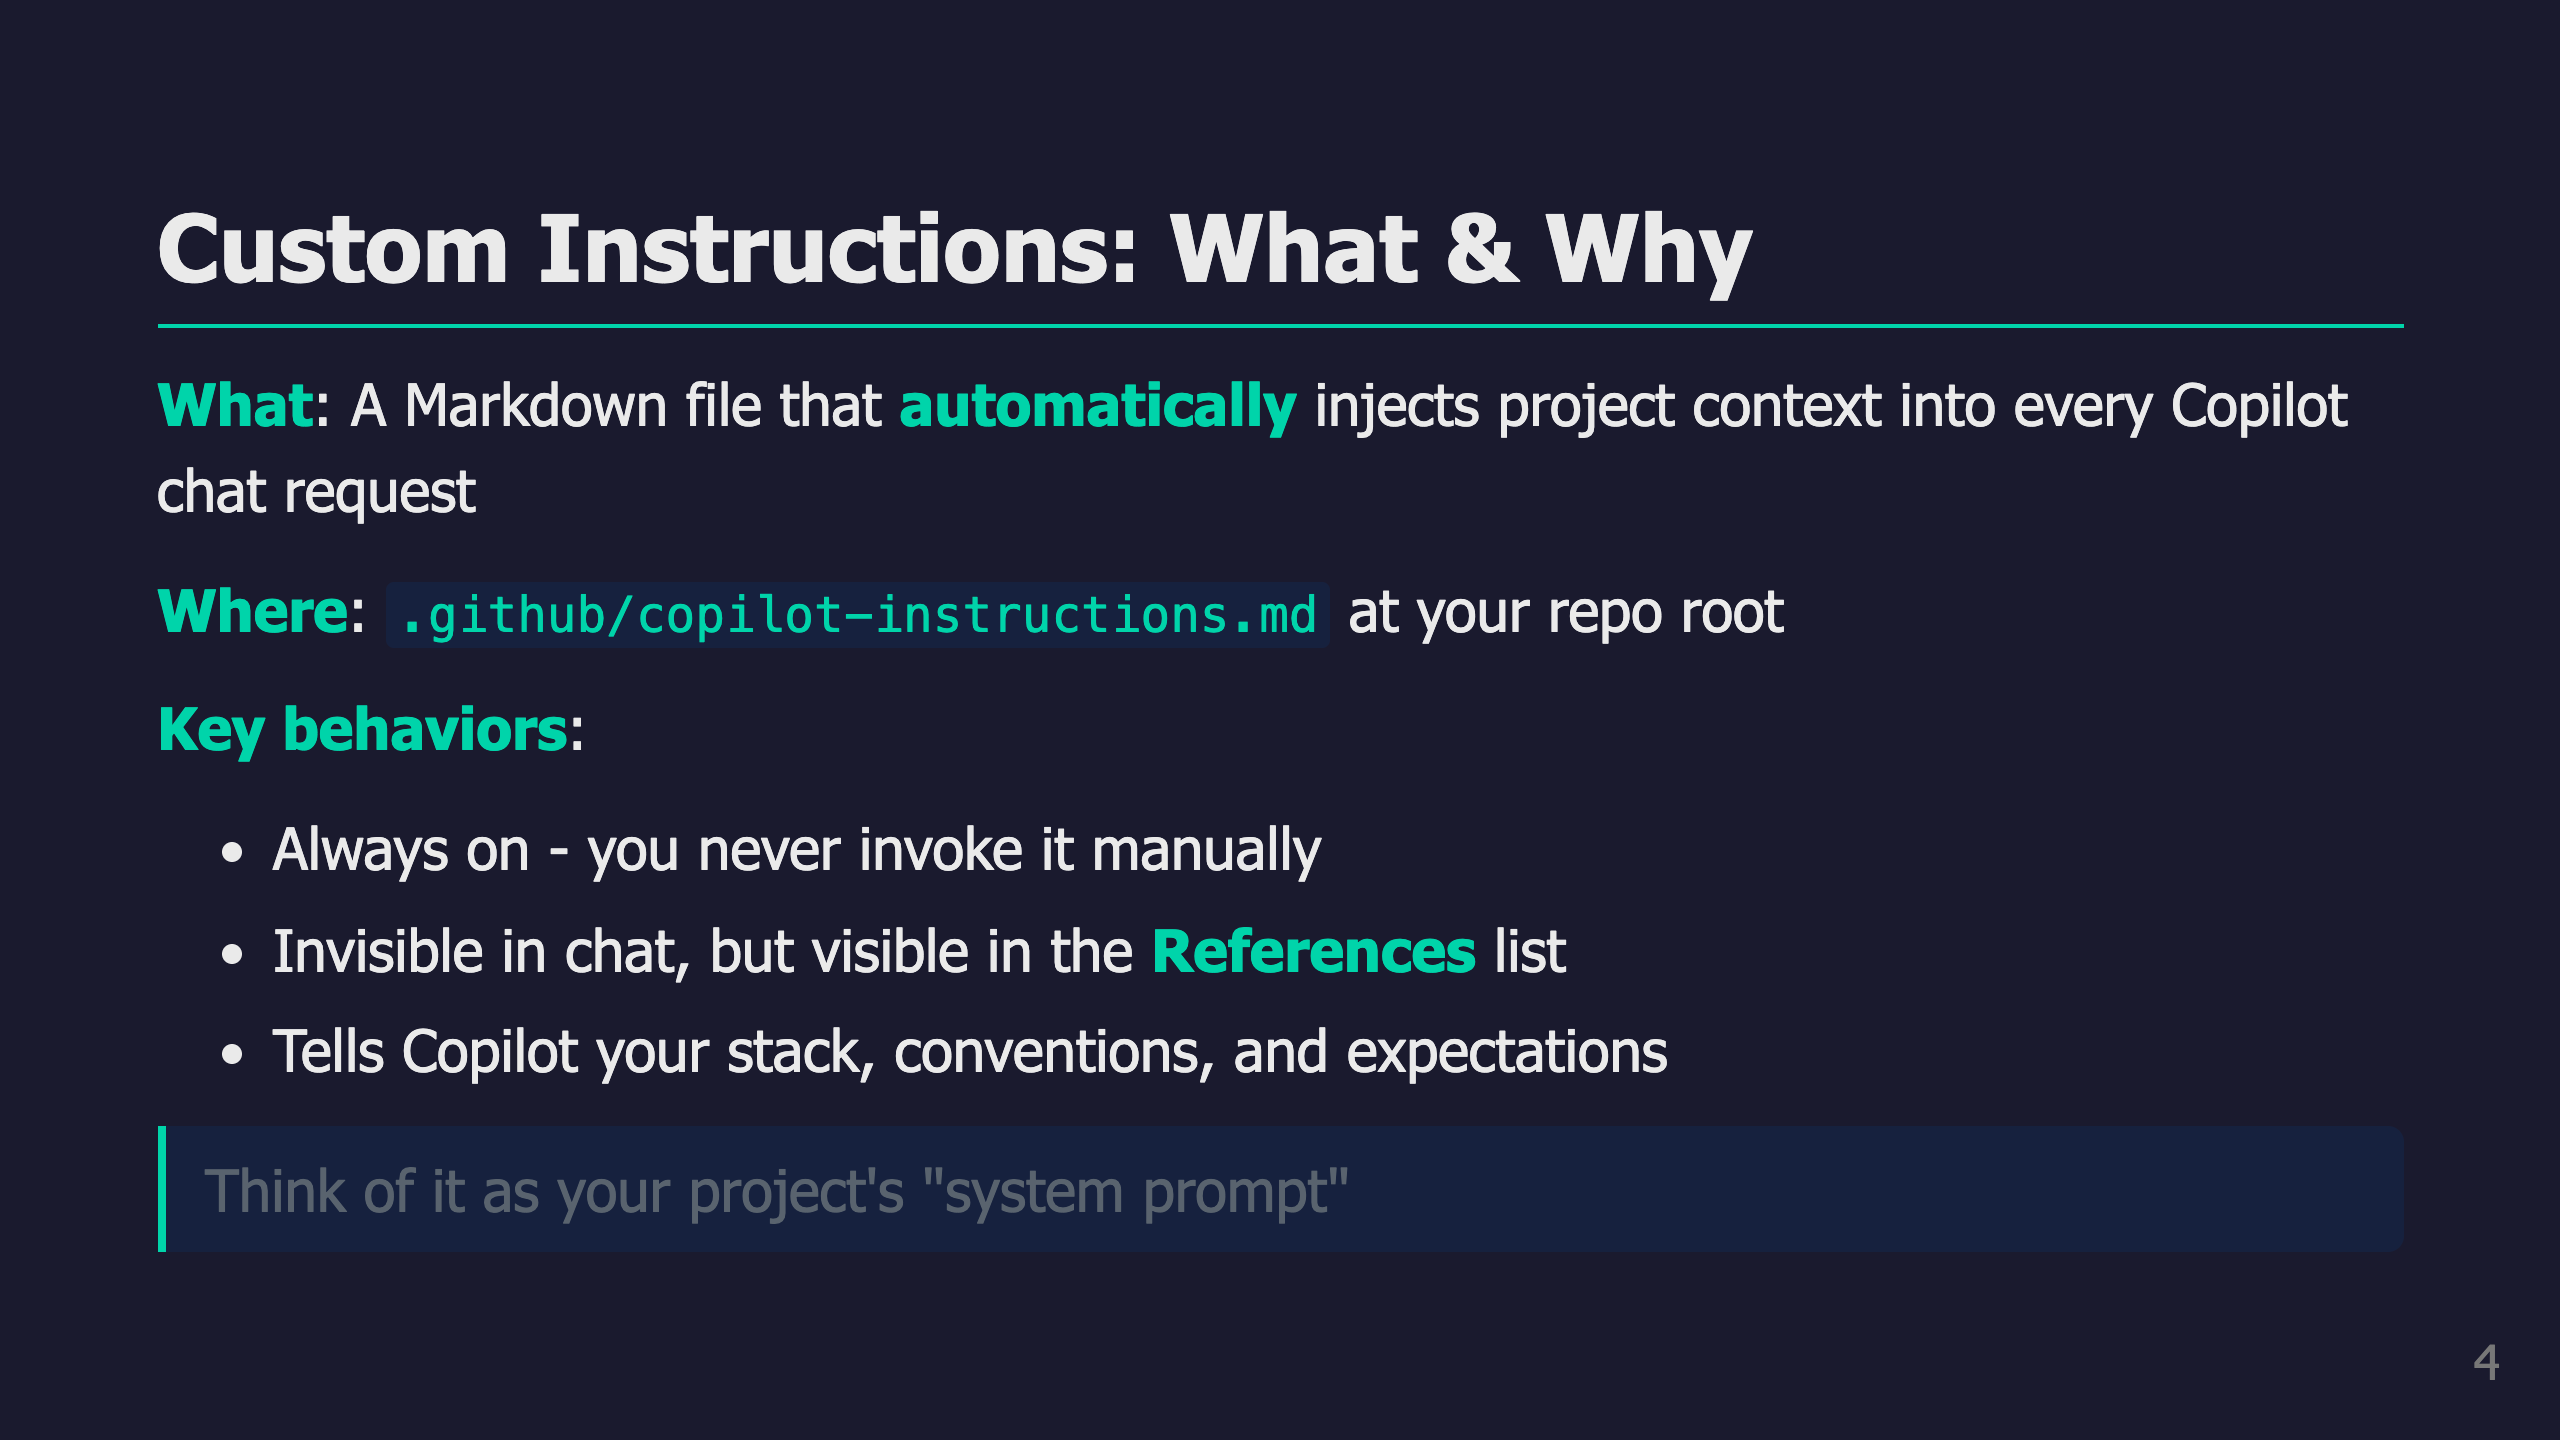 Custom Instructions: What & Why
What: A Markdown file that automatically injects project context into every Copilot
chat request
Where: .github/copilot-instructions.md at your repo root
Key behaviors:
• Always on - you never invoke it manually
• Invisible in chat, but visible in the References list
• Tells Copilot your stack, conventions, and expectations
Think of it as your project's "system prompt"
4